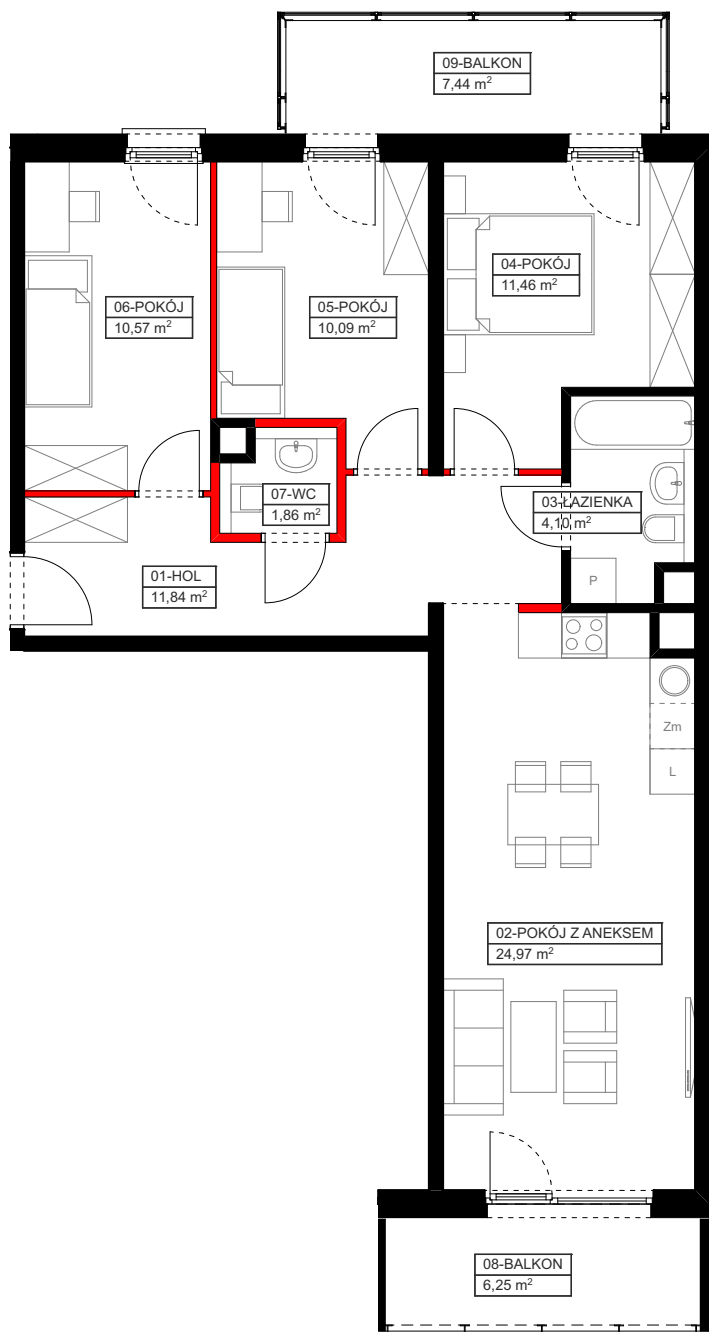 09-BALKON
7,44 m²
06-POKÓJ
10,57 m²
05-POKÓJ
10,09 m²
04-POKÓJ
11,46 m²
07-WC
1,86 m²
03-ŁAZIENKA
4,10 m²
01-HOL
11,84 m²
P
Zm
L
02-POKÓJ Z ANEKSEM
24,97 m²
08-BALKON
6,25 m²